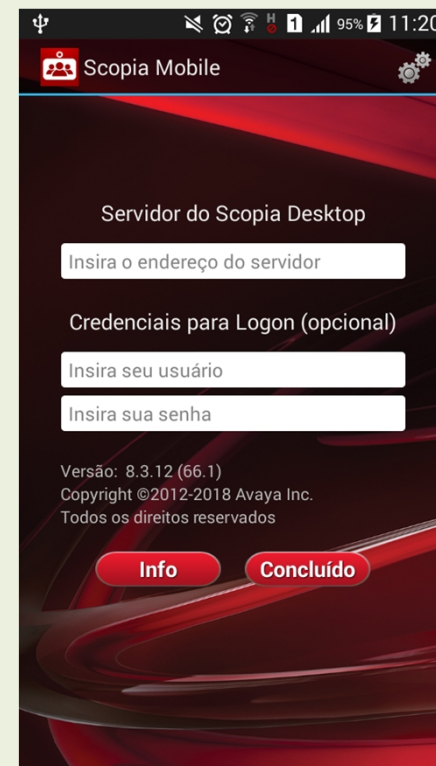 H 1 95% 11:20
Scopia Mobile
Servidor do Scopia Desktop
Insira o endereço do servidor
Credenciais para Logon (opcional)
Insira seu usuário
Insira sua senha
Versão: 8.3.12 (66.1)
Copyright ©2012-2018 Avaya Inc.
Todos os direitos reservados
Info Concluído